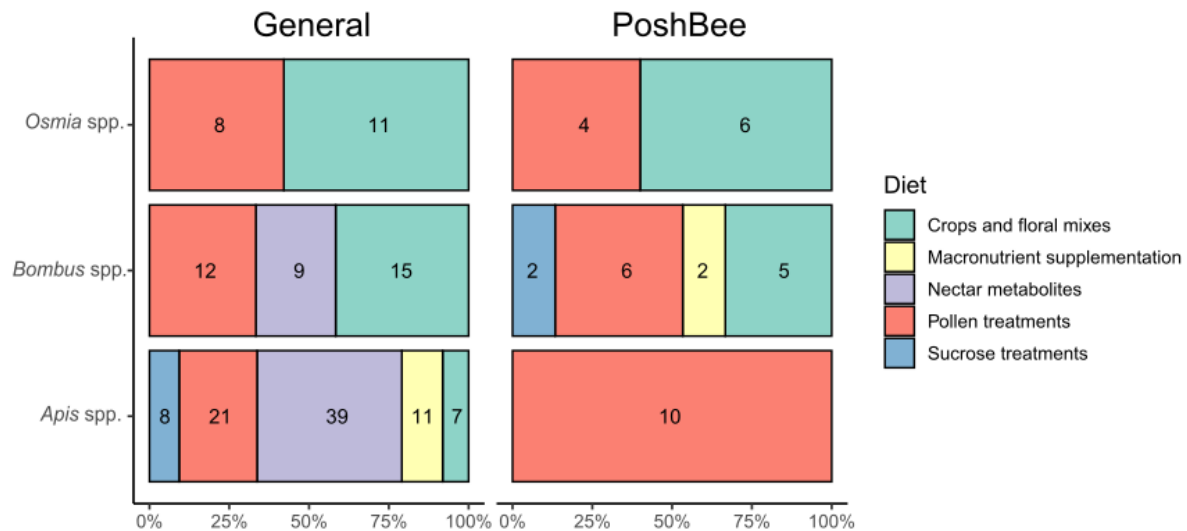 General PoshBee
Osmia spp. 8 11 4 6
Bombus spp. 12 9 15 2 6 2 5
Apis spp. 8 21 39 11 7 10
0% 25% 50% 75% 100% 0% 25% 50% 75% 100%
Diet
Crops and floral mixes
Macronutrient supplementation
Nectar metabolites
Pollen treatments
Sucrose treatments